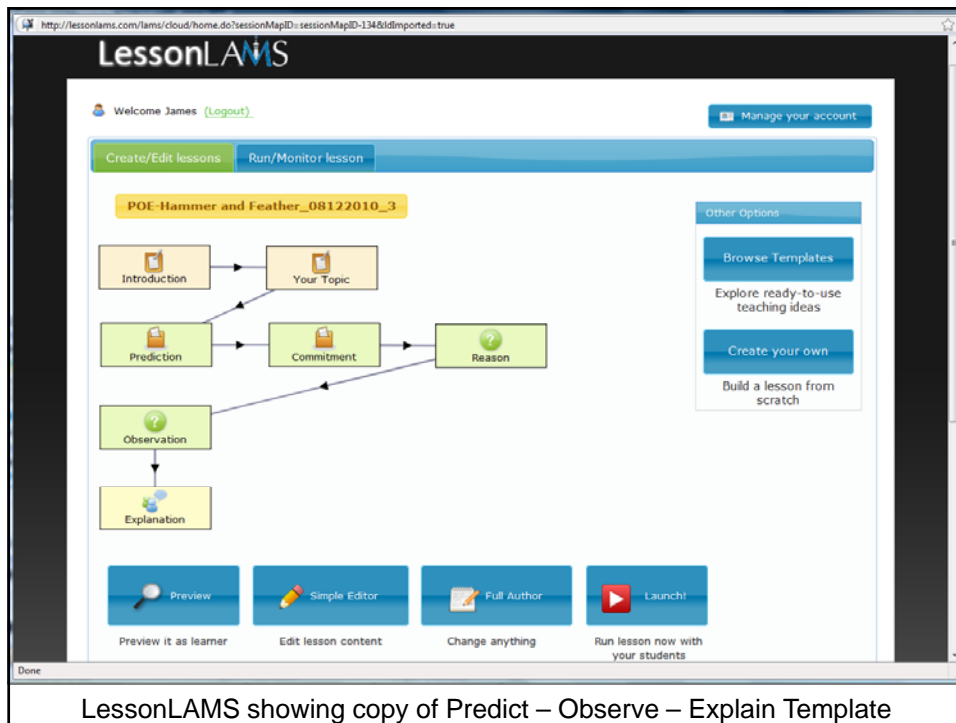 http://lessonlams.com/lams/cloud/home.do?sessionMapID=sessionMapID-134&ldImported=true
LessonLAMS
Welcome James (Logout)
Manage your account
Create/Edit lessons Run/Monitor lesson
POE-Hammer and Feather_08122010_3
Other Options
Browse Templates
Explore ready-to-use
teaching ideas
Create your own
Build a lesson from
scratch
Introduction Your Topic
Prediction Commitment Reason
Observation
Explanation
Preview Simple Editor Full Author Launch!
Preview it as learner Edit lesson content Change anything Run lesson now with
your students
Done
LessonLAMS showing copy of Predict – Observe – Explain Template